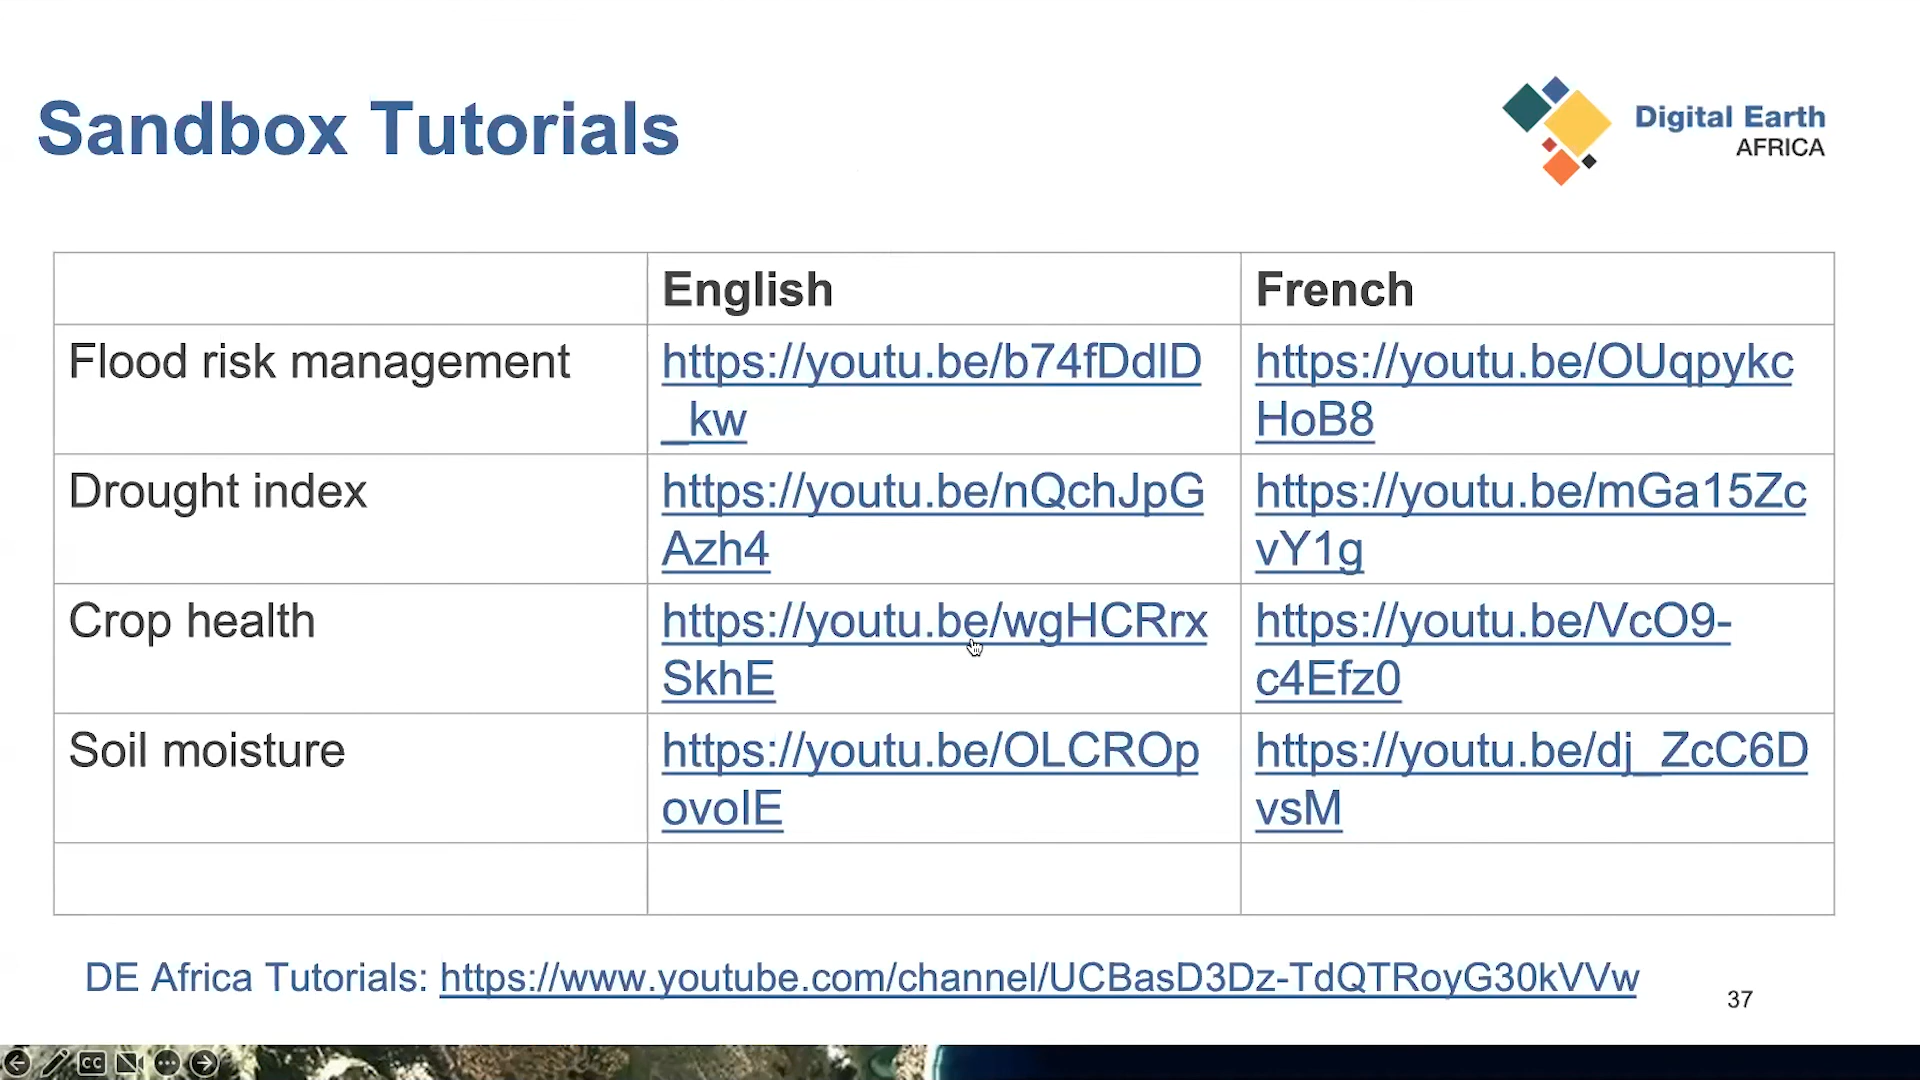 Sandbox Tutorials
Digital Earth
AFRICA
English
French
Flood risk management
https://youtu.be/b74fDdlD
_kw
https://youtu.be/OUqpykc
HoB8
Drought index
https://youtu.be/nQchJpG
Azh4
https://youtu.be/mGa15Zc
vY1g
Crop health
https://youtu.be/wgHCRrx
SkhE
https://youtu.be/VcO9-
c4Efz0
Soil moisture
https://youtu.be/OLCROp
ovoIE
https://youtu.be/dj_ZcC6D
vsM
DE Africa Tutorials: https://www.youtube.com/channel/UCBasD3Dz-TdQTRoyG30kVVw
37
CC